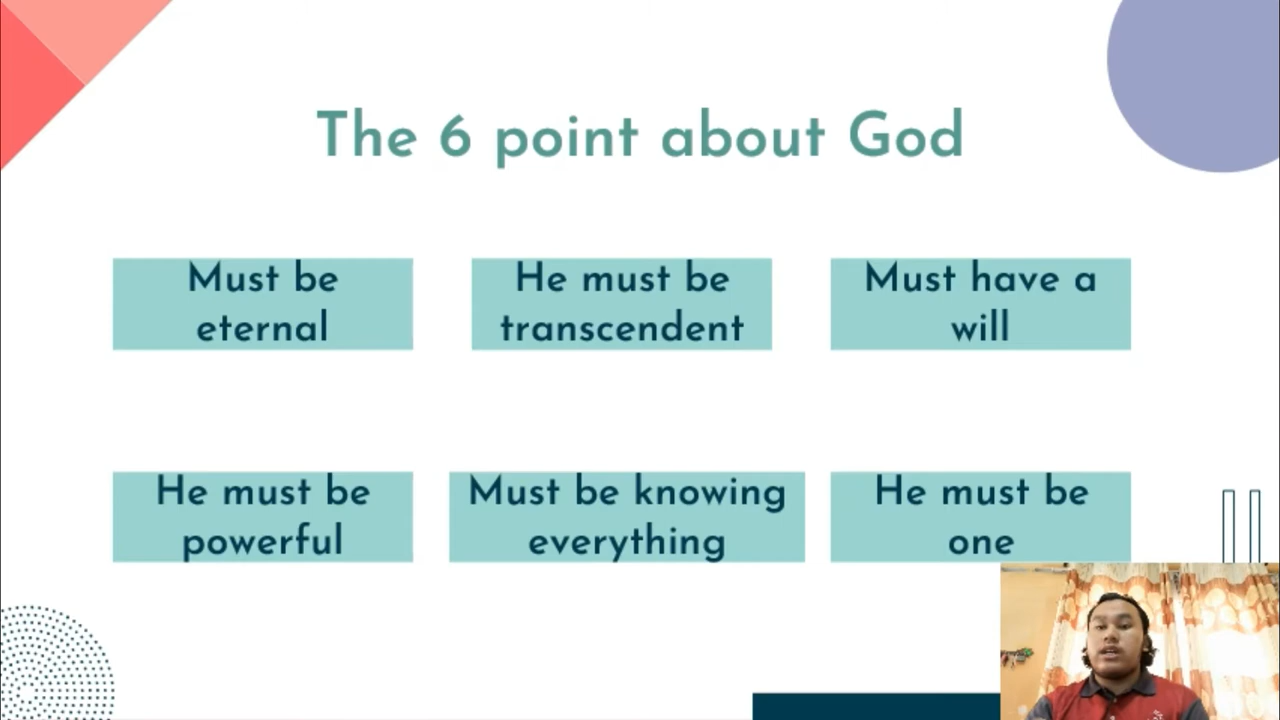 The 6 point about God
Must be
eternal
He must be
transcendent
Must have a
will
He must be
powerful
Must be knowing
everything
He must be
one